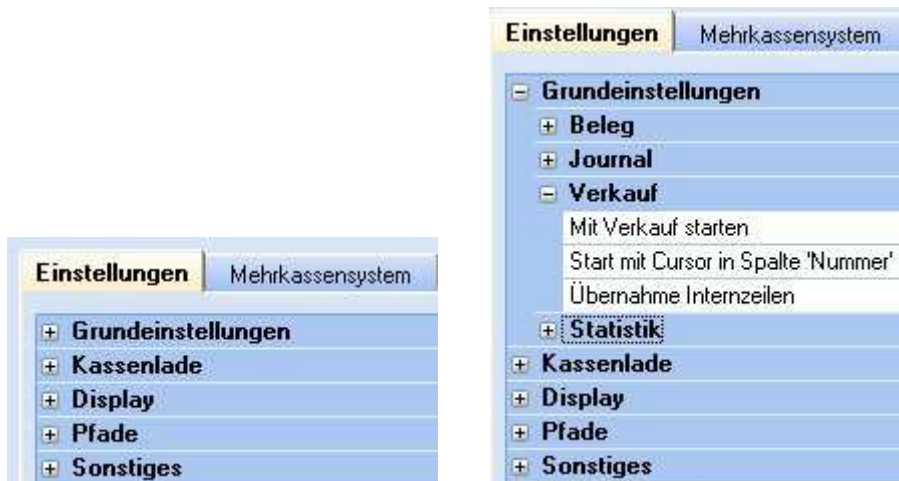 Einstellungen Mehrkassensystem
Grundeinstellungen
Kassenlade
Display
Pfade
Sonstiges
Einstellungen Mehrkassensystem
Grundeinstellungen
Beleg
Journal
Verkauf
Mit Verkauf starten
Start mit Cursor in Spalte 'Nummer'
Übernahme Internzeilen
Statistik
Kassenlade
Display
Pfade
Sonstiges